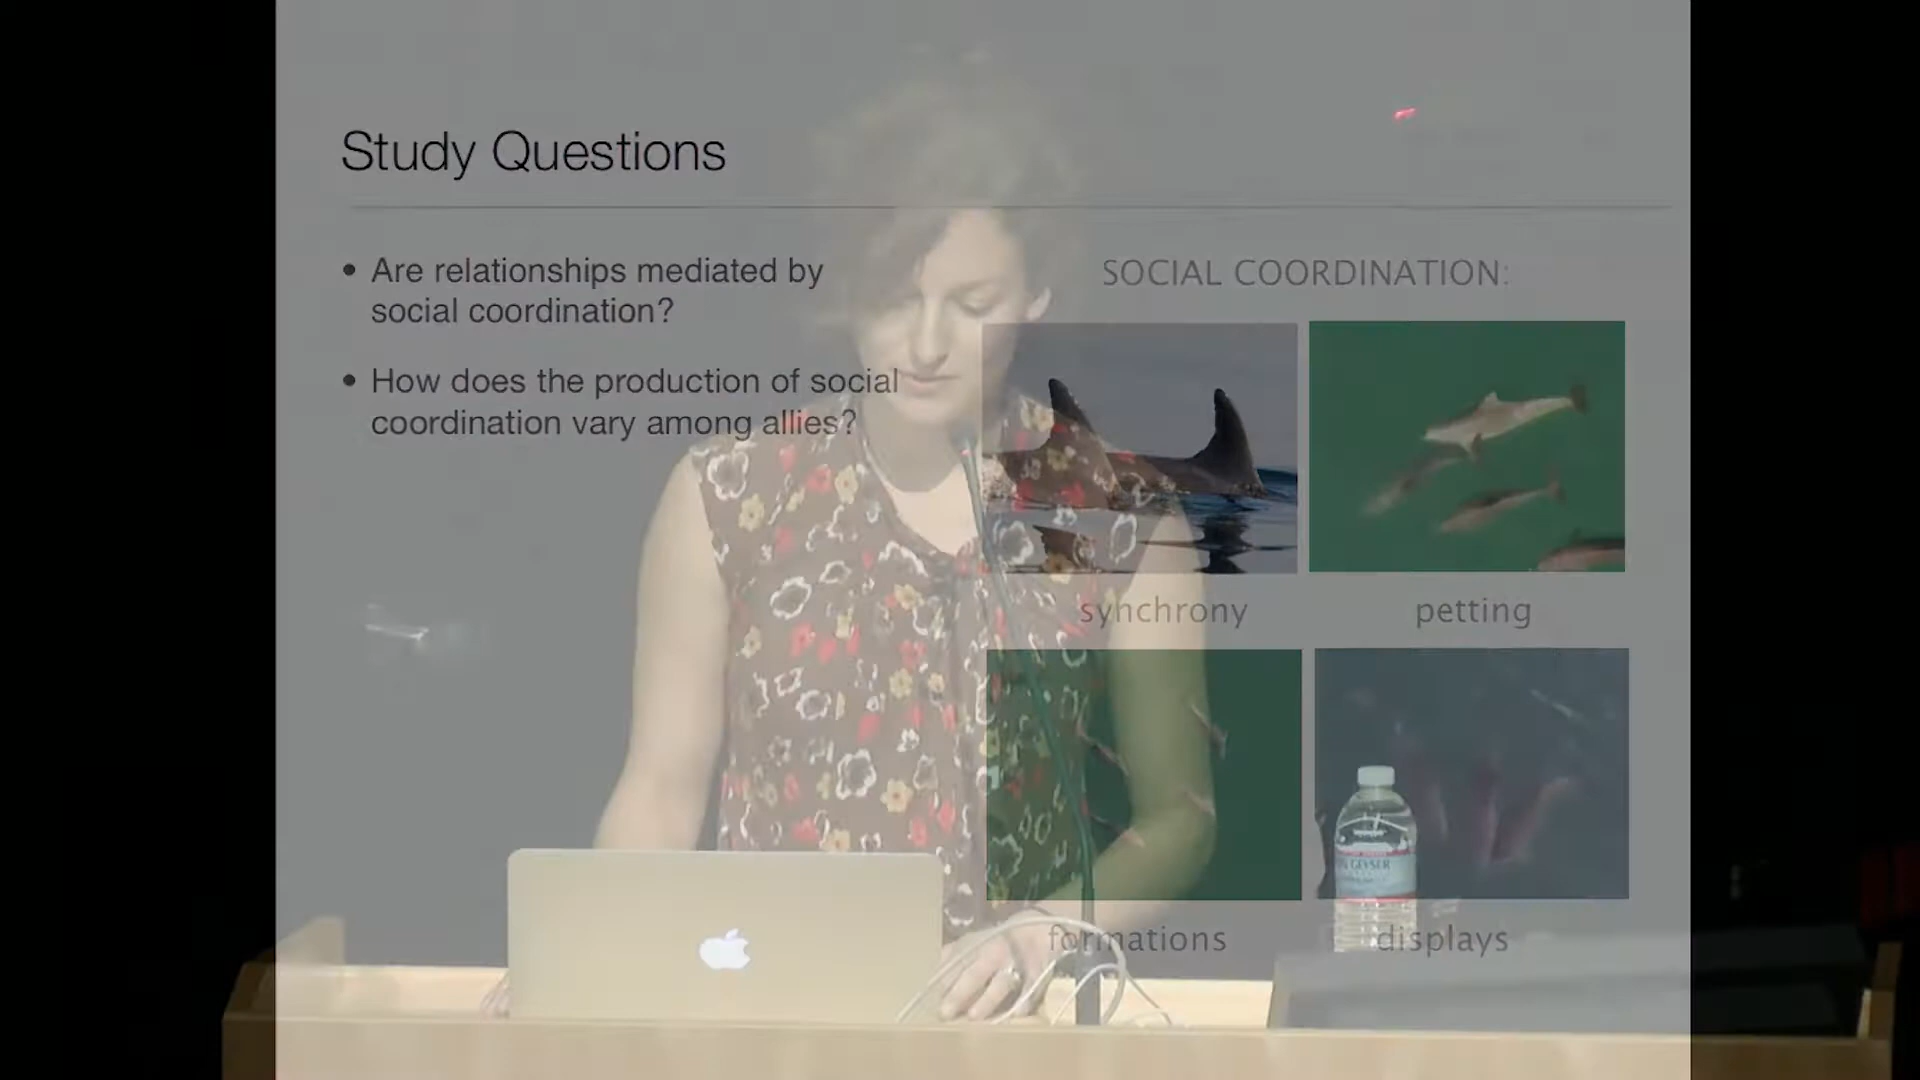 Study Questions
• Are relationships mediated by
social coordination?
• How does the production of social
coordination vary among allies?
SOCIAL COORDINATION:
synchrony
petting
formations
displays
GEYSER